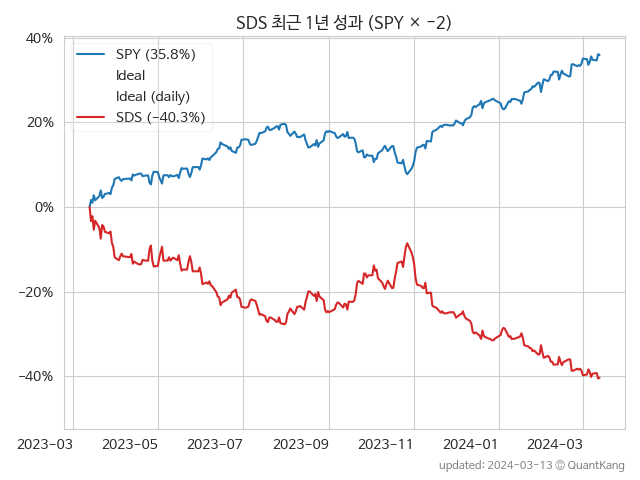 SDS 최근 1년 성과 (SPY × −2)
40%
20%
0%
−20%
−40%
SPY (35.8%)
Ideal
Ideal (daily)
SDS (−40.3%)
2023-03 2023-05 2023-07 2023-09 2023-11 2024-01 2024-03
updated: 2024-03-13 © QuantKang